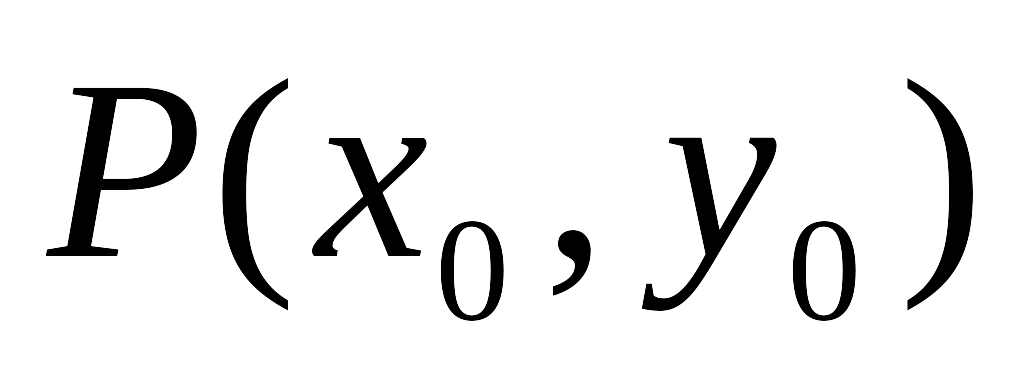 P(x₀, y₀)